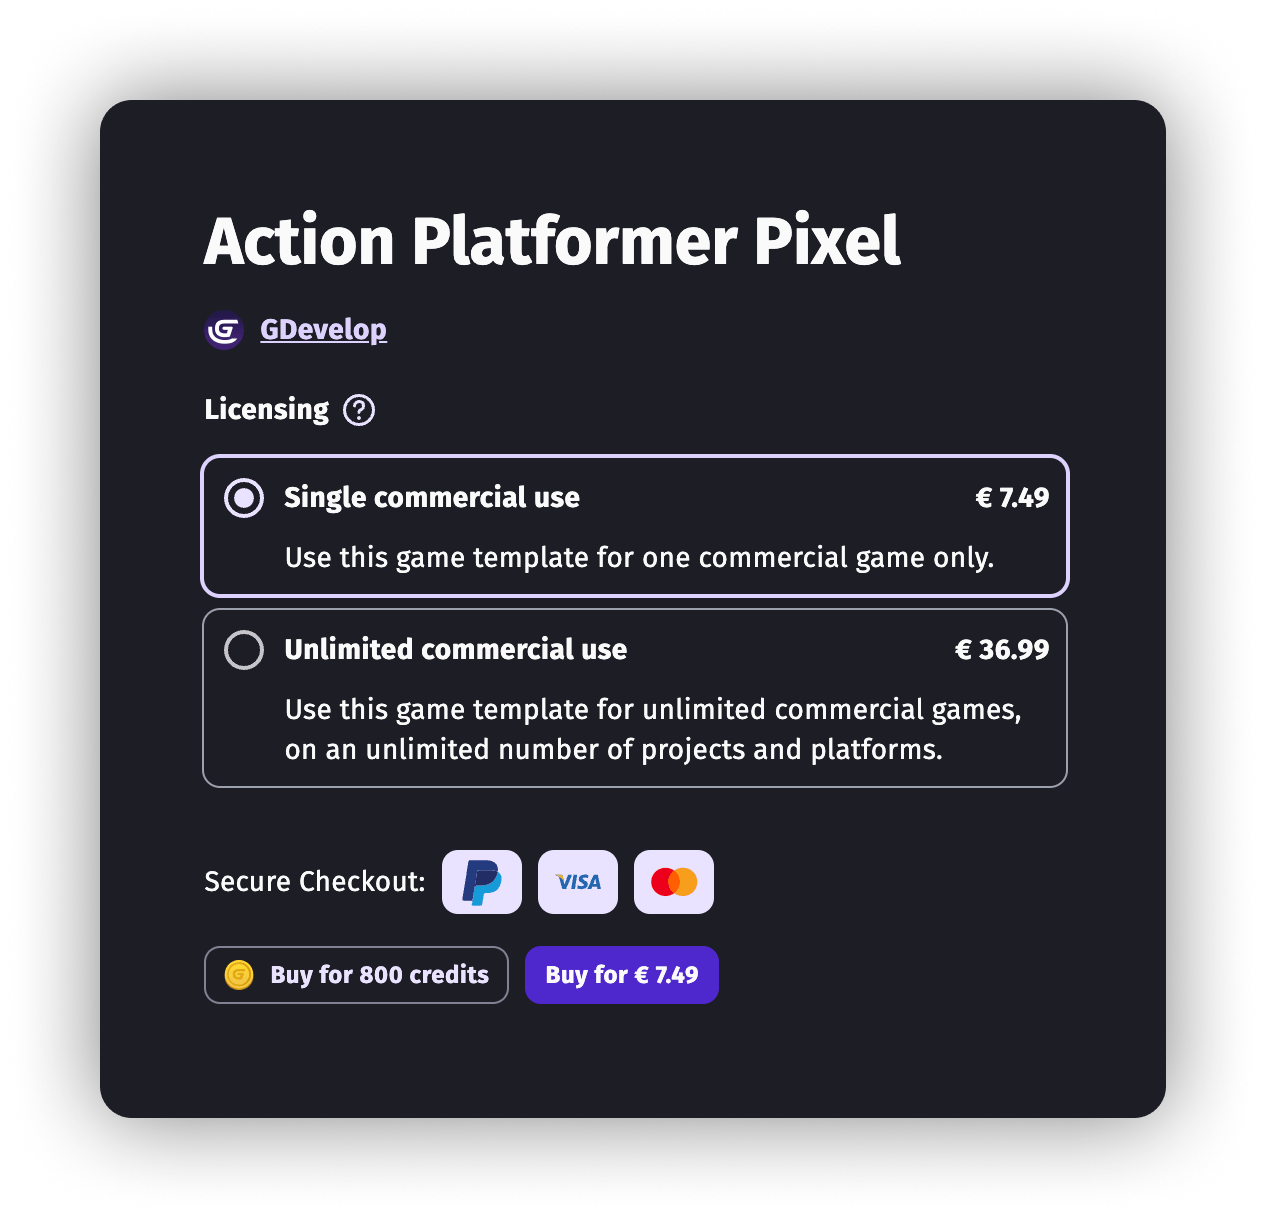 Action Platformer Pixel
GDevelop
Licensing ?
Single commercial use € 7.49
Use this game template for one commercial game only.
Unlimited commercial use € 36.99
Use this game template for unlimited commercial games,
on an unlimited number of projects and platforms.
Secure Checkout: VISA
Buy for 800 credits Buy for € 7.49